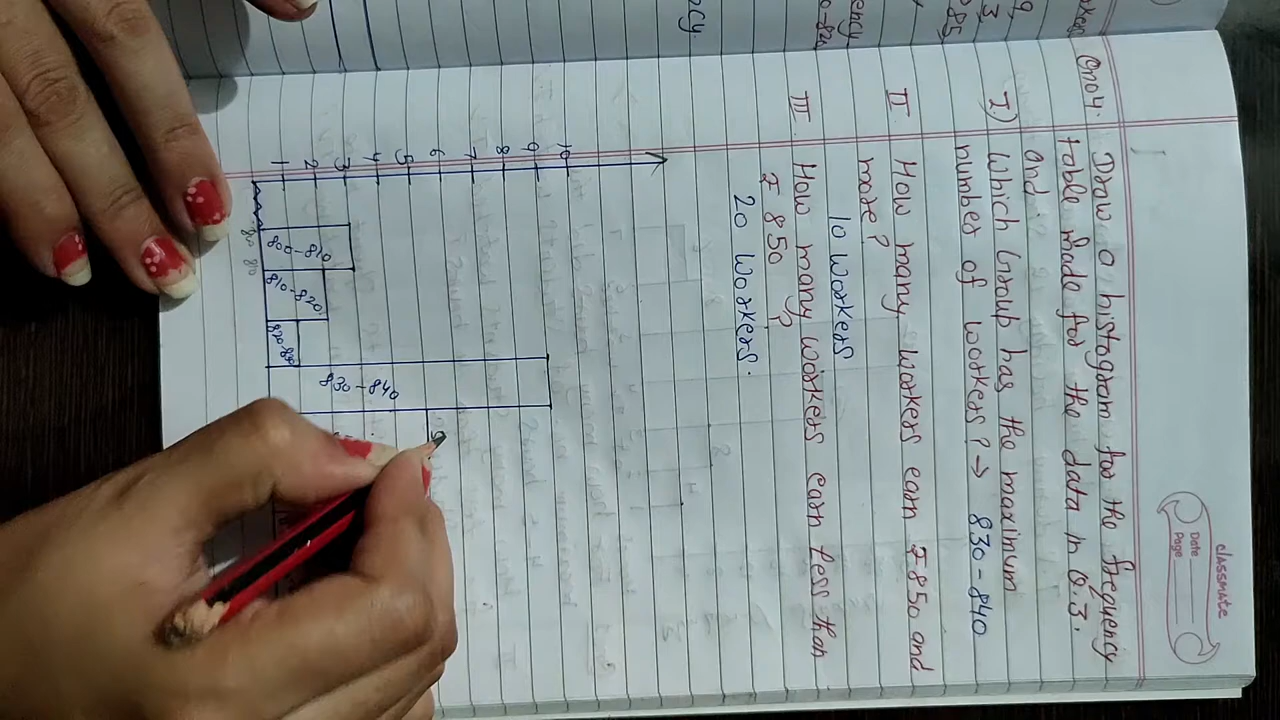 classmate
Date
Page
Qno4. Draw a histogram for the frequency
table made for the data in Q.3.
and
I) Which Group has the maximum
number of workers? → 830-840
II How many workers earn ₹850 and
more?
10 workers
III. How many workers earn less than
₹850?
20 workers.
10
9
8
7
6
5
4
3
2
1
800-810
810-820
820-830
830-840